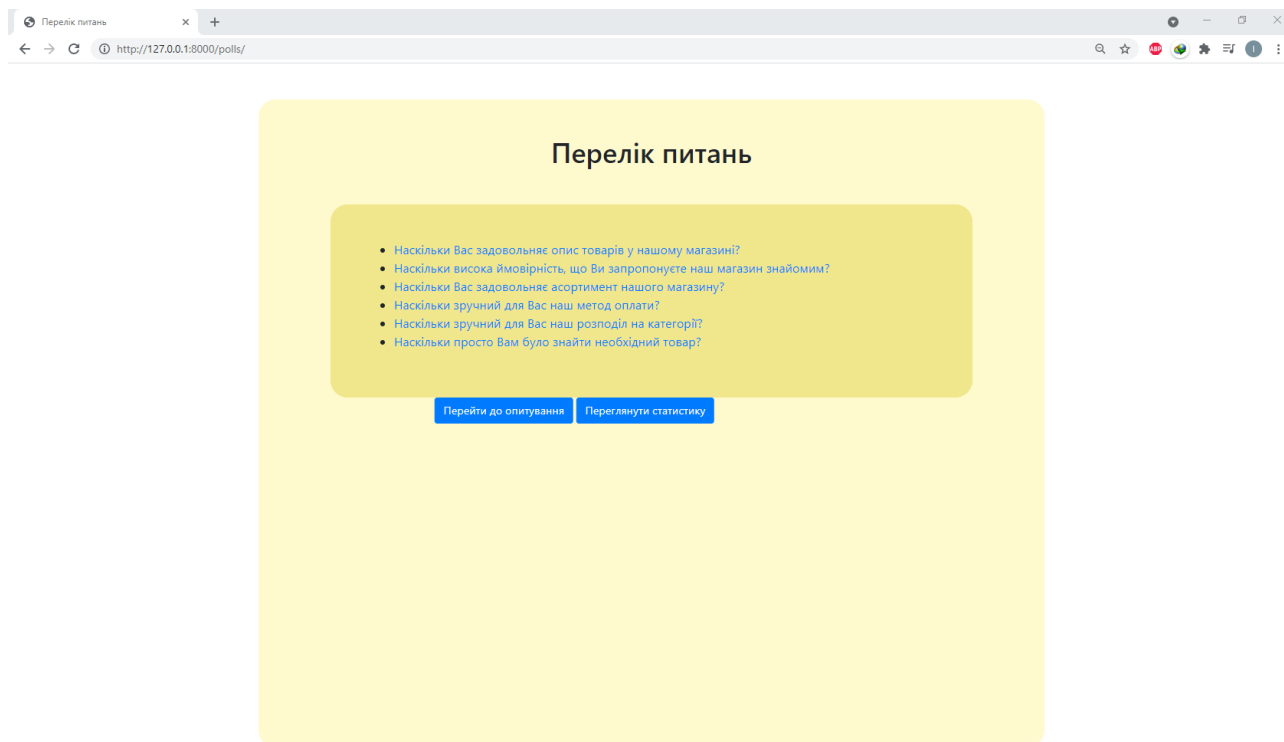 Перелік питань
http://127.0.0.1:8000/polls/
ABP
I
Перелік питань
Наскільки Вас задовольняє опис товарів у нашому магазині?
Наскільки висока ймовірність, що Ви запропонуєте наш магазин знайомим?
Наскільки Вас задовольняє асортимент нашого магазину?
Наскільки зручний для Вас наш метод оплати?
Наскільки зручний для Вас наш розподіл на категорії?
Наскільки просто Вам було знайти необхідний товар?
Перейти до опитування Переглянути статистику